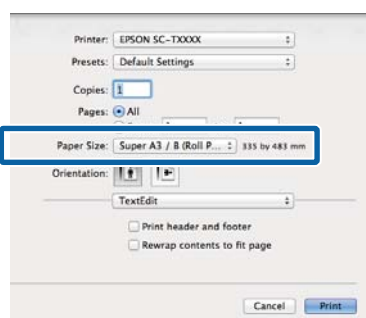 Printer: EPSON SC-TXXXX
Presets: Default Settings
Copies: 1
Pages: All
Paper Size: Super A3 / B (Roll P... 335 by 483 mm
Orientation:
TextEdit
Print header and footer
Rewrap contents to fit page
Cancel Print